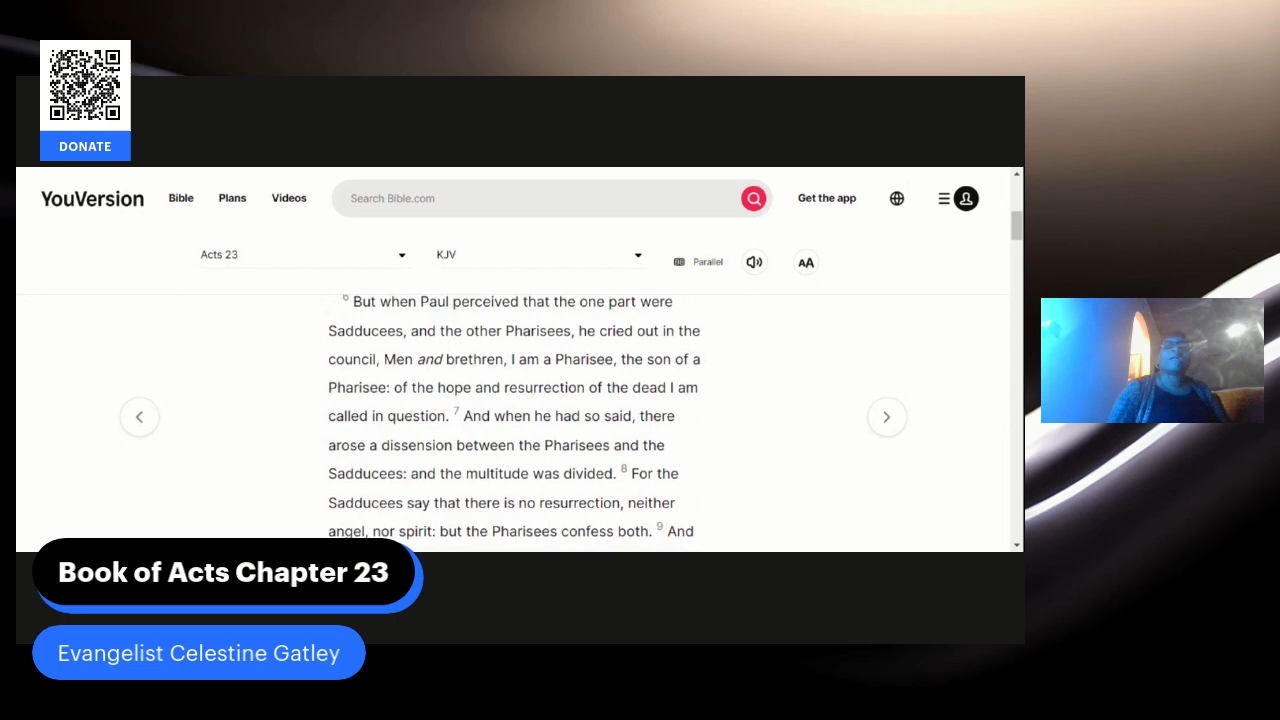 DONATE
YouVersion Bible Plans Videos Search Bible.com Get the app
Acts 23 KJV Parallel AA
6 But when Paul perceived that the one part were
Sadducees, and the other Pharisees, he cried out in the
council, Men and brethren, I am a Pharisee, the son of a
Pharisee: of the hope and resurrection of the dead I am
called in question. 7 And when he had so said, there
arose a dissension between the Pharisees and the
Sadducees: and the multitude was divided. 8 For the
Sadducees say that there is no resurrection, neither
angel, nor spirit: but the Pharisees confess both. 9 And
Book of Acts Chapter 23
Evangelist Celestine Gatley